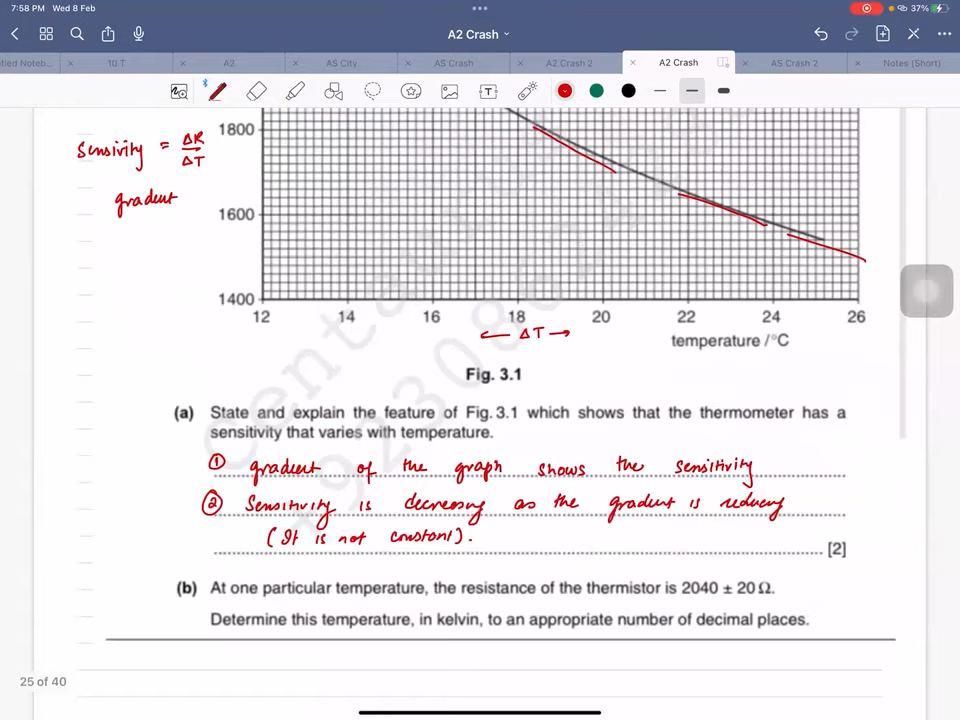 7:58 PM Wed 8 Feb
37%
A2 Crash
titled Noteb...
10 T
A2
AS City
AS Crash
A2 Crash 2
A2 Crash
AS Crash 2
Notes (Short)
Sensivity = ΔR/ΔT
gradent
1800
1600
1400
12 14 16 18 20 22 24 26
← ΔT →
temperature / °C
Fig. 3.1
(a) State and explain the feature of Fig. 3.1 which shows that the thermometer has a
sensitivity that varies with temperature.
① gradent of the graph shows the sensitivity
② Sensitivity is decreasing as the gradent is reducing
(It is not constant).
[2]
(b) At one particular temperature, the resistance of the thermistor is 2040 ± 20 Ω.
Determine this temperature, in kelvin, to an appropriate number of decimal places.
25 of 40